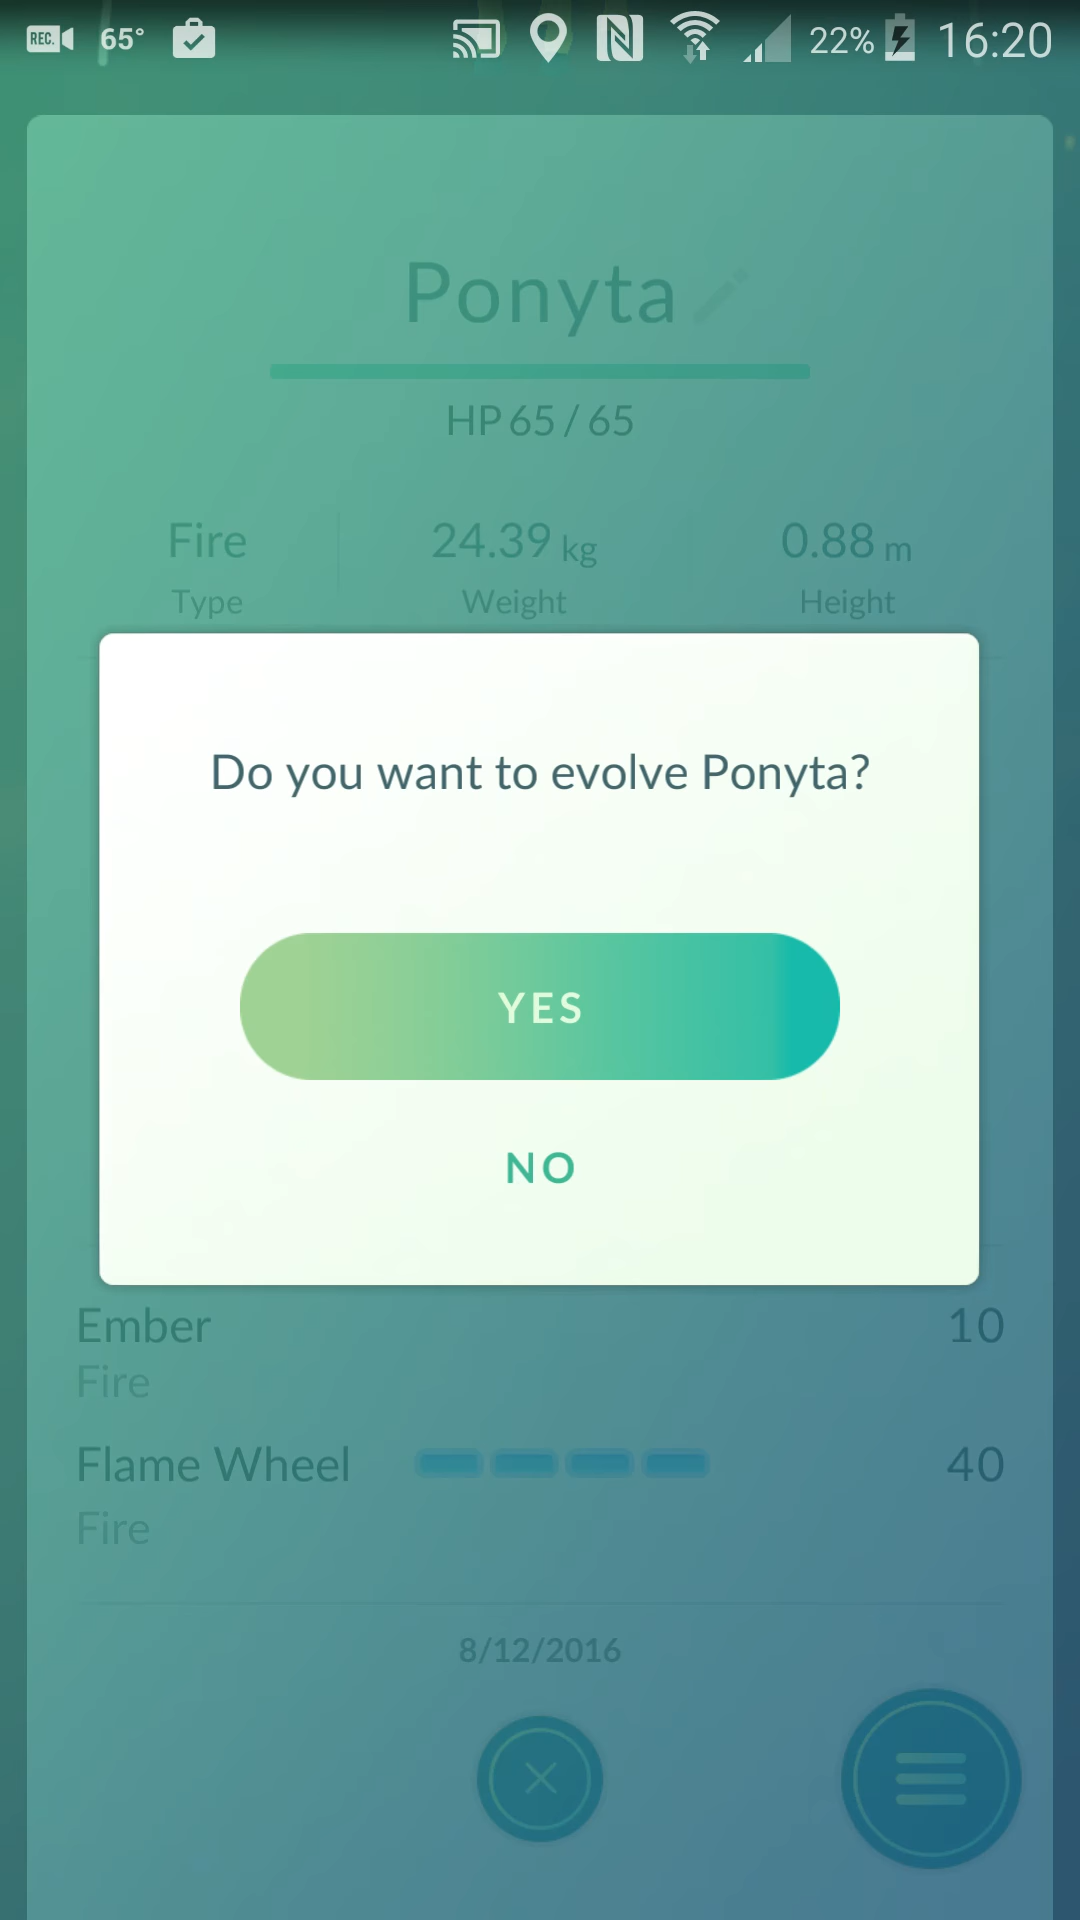 REC. 65° 22% 16:20
Ponyta
HP 65 / 65
Fire 24.39 kg 0.88 m
Type Weight Height
Do you want to evolve Ponyta?
YES
NO
Ember 10
Fire
Flame Wheel 40
Fire
8/12/2016